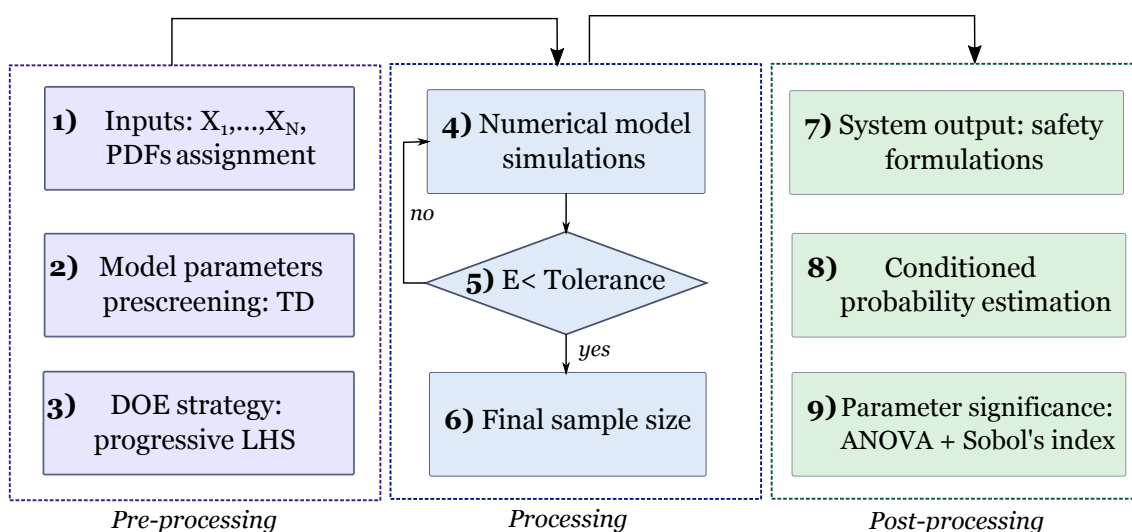 1) Inputs: X₁,...,X_N,
PDFs assignment
2) Model parameters
prescreening: TD
3) DOE strategy:
progressive LHS
Pre-processing
4) Numerical model
simulations
no
5) E< Tolerance
yes
6) Final sample size
Processing
7) System output: safety
formulations
8) Conditioned
probability estimation
9) Parameter significance:
ANOVA + Sobol's index
Post-processing